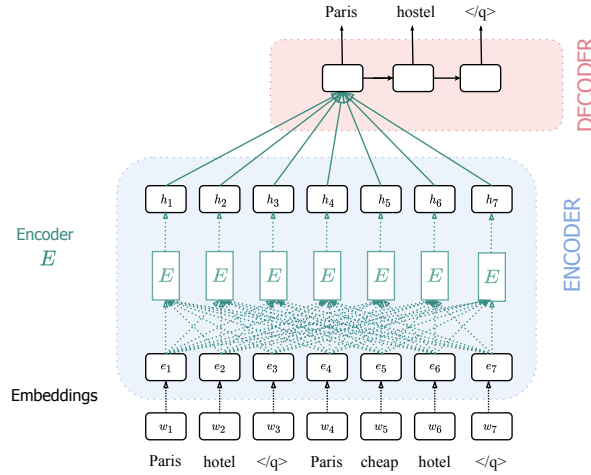 Paris hostel </q>
DECODER
h1 h2 h3 h4 h5 h6 h7
Encoder
E
E E E E E E E
ENCODER
e1 e2 e3 e4 e5 e6 e7
Embeddings
w1 w2 w3 w4 w5 w6 w7
Paris hotel </q> Paris cheap hotel </q>